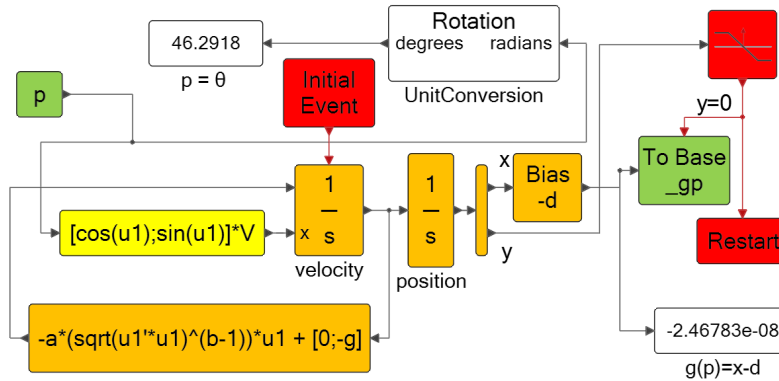 Rotation
degrees radians
UnitConversion
46.2918
p = θ
p
Initial
Event
y=0
To Base
_gp
Restart
[cos(u1);sin(u1)]*V
1
s
x
velocity
1
s
position
x
y
Bias
-d
-a*(sqrt(u1'*u1)^(b-1))*u1 + [0;-g]
-2.46783e-08
g(p)=x-d